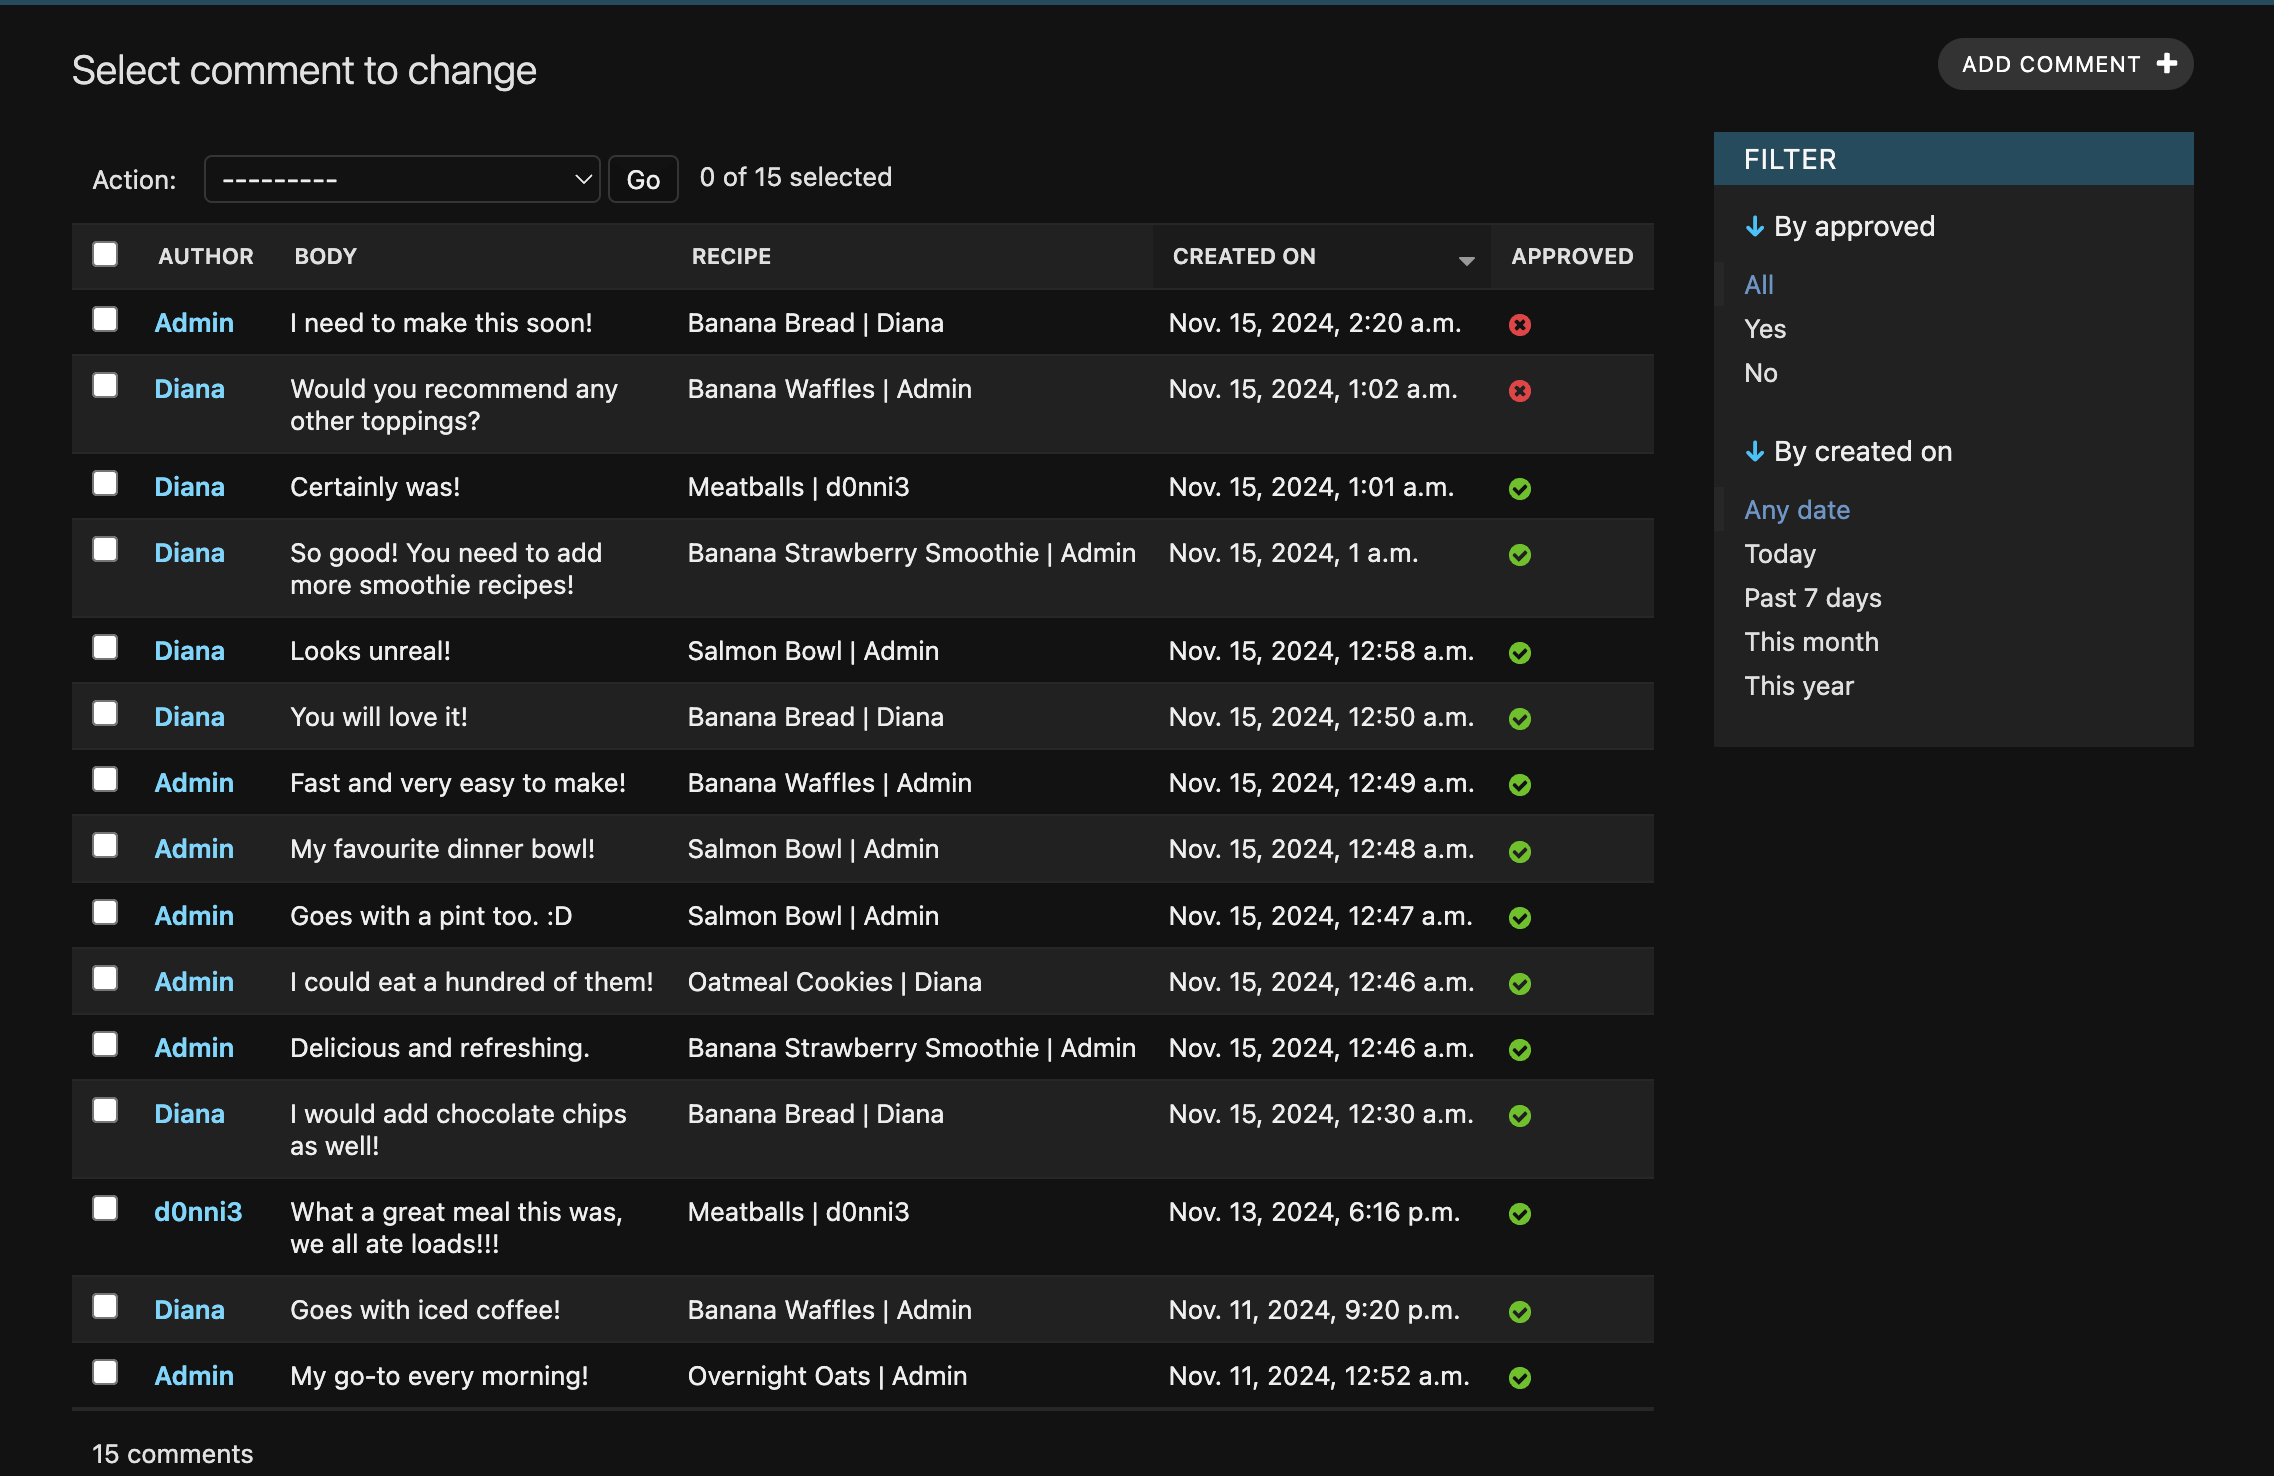 Select comment to change
ADD COMMENT
Action: --------- Go 0 of 15 selected
AUTHOR BODY RECIPE CREATED ON APPROVED
Admin I need to make this soon! Banana Bread | Diana Nov. 15, 2024, 2:20 a.m.
Diana Would you recommend any Banana Waffles | Admin Nov. 15, 2024, 1:02 a.m.
other toppings?
Diana Certainly was! Meatballs | d0nni3 Nov. 15, 2024, 1:01 a.m.
Diana So good! You need to add Banana Strawberry Smoothie | Admin Nov. 15, 2024, 1 a.m.
more smoothie recipes!
Diana Looks unreal! Salmon Bowl | Admin Nov. 15, 2024, 12:58 a.m.
Diana You will love it! Banana Bread | Diana Nov. 15, 2024, 12:50 a.m.
Admin Fast and very easy to make! Banana Waffles | Admin Nov. 15, 2024, 12:49 a.m.
Admin My favourite dinner bowl! Salmon Bowl | Admin Nov. 15, 2024, 12:48 a.m.
Admin Goes with a pint too. :D Salmon Bowl | Admin Nov. 15, 2024, 12:47 a.m.
Admin I could eat a hundred of them! Oatmeal Cookies | Diana Nov. 15, 2024, 12:46 a.m.
Admin Delicious and refreshing. Banana Strawberry Smoothie | Admin Nov. 15, 2024, 12:46 a.m.
Diana I would add chocolate chips Banana Bread | Diana Nov. 15, 2024, 12:30 a.m.
as well!
d0nni3 What a great meal this was, Meatballs | d0nni3 Nov. 13, 2024, 6:16 p.m.
we all ate loads!!!
Diana Goes with iced coffee! Banana Waffles | Admin Nov. 11, 2024, 9:20 p.m.
Admin My go-to every morning! Overnight Oats | Admin Nov. 11, 2024, 12:52 a.m.
15 comments
FILTER
By approved
All
Yes
No
By created on
Any date
Today
Past 7 days
This month
This year